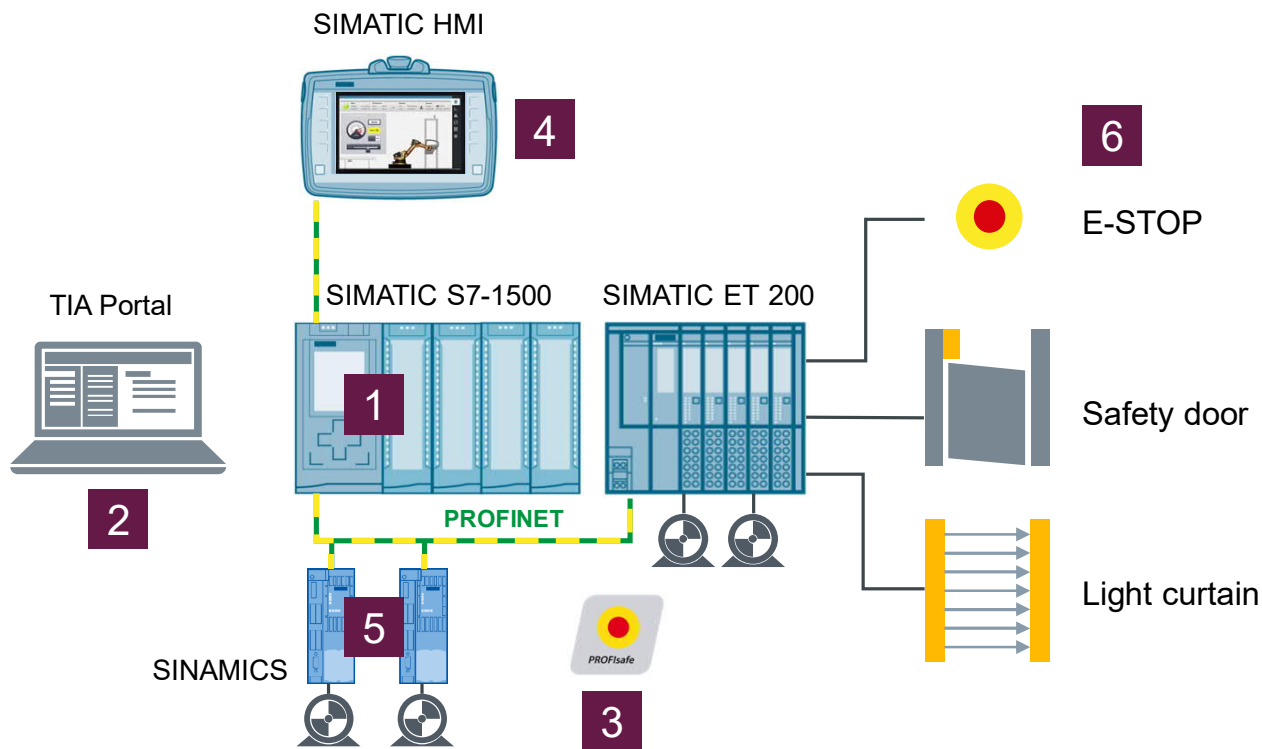 SIMATIC HMI
4
6
E-STOP
TIA Portal
SIMATIC S7-1500
SIMATIC ET 200
1
Safety door
2
PROFINET
5
Light curtain
SINAMICS
PROFIsafe
3